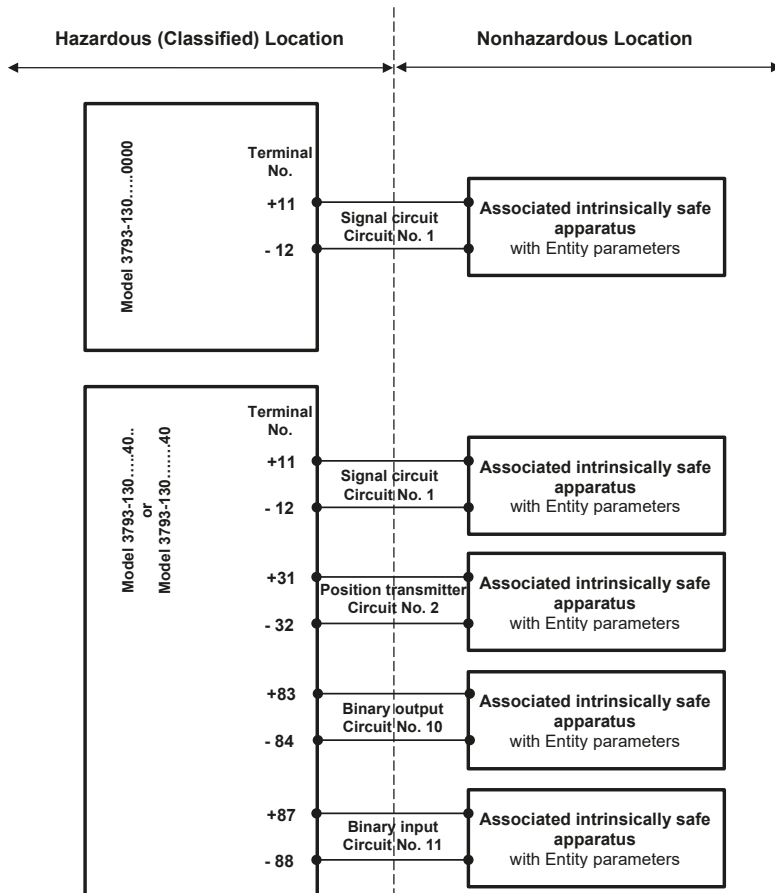 Hazardous (Classified) Location
Nonhazardous Location
Model 3793-130......0000
Terminal
No.
+11
- 12
Signal circuit
Circuit No. 1
Associated intrinsically safe
apparatus
with Entity parameters
Model 3793-130.....40..
or
Model 3793-130........40
Terminal
No.
+11
- 12
Signal circuit
Circuit No. 1
Associated intrinsically safe
apparatus
with Entity parameters
+31
- 32
Position transmitter
Circuit No. 2
Associated intrinsically safe
apparatus
with Entity parameters
+83
- 84
Binary output
Circuit No. 10
Associated intrinsically safe
apparatus
with Entity parameters
+87
- 88
Binary input
Circuit No. 11
Associated intrinsically safe
apparatus
with Entity parameters